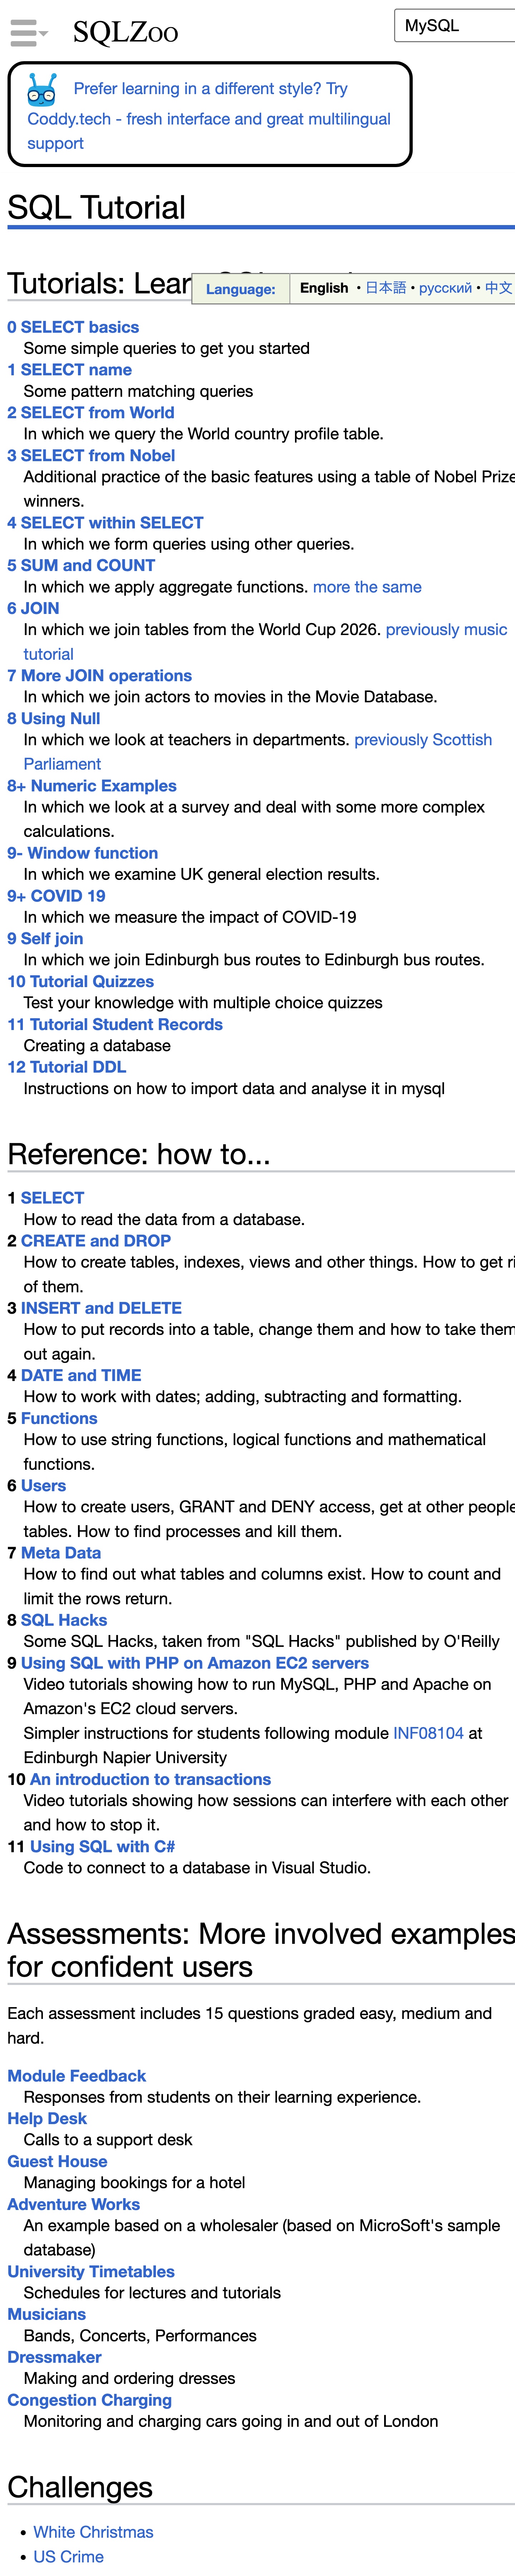 SQLZoo
MySQL
Prefer learning in a different style? Try
Coddy.tech - fresh interface and great multilingual
support
SQL Tutorial
Tutorials: Lear
Language:
English • 日本語 • русский • 中文
0 SELECT basics
Some simple queries to get you started
1 SELECT name
Some pattern matching queries
2 SELECT from World
In which we query the World country profile table.
3 SELECT from Nobel
Additional practice of the basic features using a table of Nobel Prize
winners.
4 SELECT within SELECT
In which we form queries using other queries.
5 SUM and COUNT
In which we apply aggregate functions. more the same
6 JOIN
In which we join tables from the World Cup 2026. previously music
tutorial
7 More JOIN operations
In which we join actors to movies in the Movie Database.
8 Using Null
In which we look at teachers in departments. previously Scottish
Parliament
8+ Numeric Examples
In which we look at a survey and deal with some more complex
calculations.
9- Window function
In which we examine UK general election results.
9+ COVID 19
In which we measure the impact of COVID-19
9 Self join
In which we join Edinburgh bus routes to Edinburgh bus routes.
10 Tutorial Quizzes
Test your knowledge with multiple choice quizzes
11 Tutorial Student Records
Creating a database
12 Tutorial DDL
Instructions on how to import data and analyse it in mysql
Reference: how to...
1 SELECT
How to read the data from a database.
2 CREATE and DROP
How to create tables, indexes, views and other things. How to get ri
of them.
3 INSERT and DELETE
How to put records into a table, change them and how to take them
out again.
4 DATE and TIME
How to work with dates; adding, subtracting and formatting.
5 Functions
How to use string functions, logical functions and mathematical
functions.
6 Users
How to create users, GRANT and DENY access, get at other people
tables. How to find processes and kill them.
7 Meta Data
How to find out what tables and columns exist. How to count and
limit the rows return.
8 SQL Hacks
Some SQL Hacks, taken from "SQL Hacks" published by O'Reilly
9 Using SQL with PHP on Amazon EC2 servers
Video tutorials showing how to run MySQL, PHP and Apache on
Amazon's EC2 cloud servers.
Simpler instructions for students following module INF08104 at
Edinburgh Napier University
10 An introduction to transactions
Video tutorials showing how sessions can interfere with each other
and how to stop it.
11 Using SQL with C#
Code to connect to a database in Visual Studio.
Assessments: More involved examples
for confident users
Each assessment includes 15 questions graded easy, medium and
hard.
Module Feedback
Responses from students on their learning experience.
Help Desk
Calls to a support desk
Guest House
Managing bookings for a hotel
Adventure Works
An example based on a wholesaler (based on MicroSoft's sample
database)
University Timetables
Schedules for lectures and tutorials
Musicians
Bands, Concerts, Performances
Dressmaker
Making and ordering dresses
Congestion Charging
Monitoring and charging cars going in and out of London
Challenges
• White Christmas
• US Crime